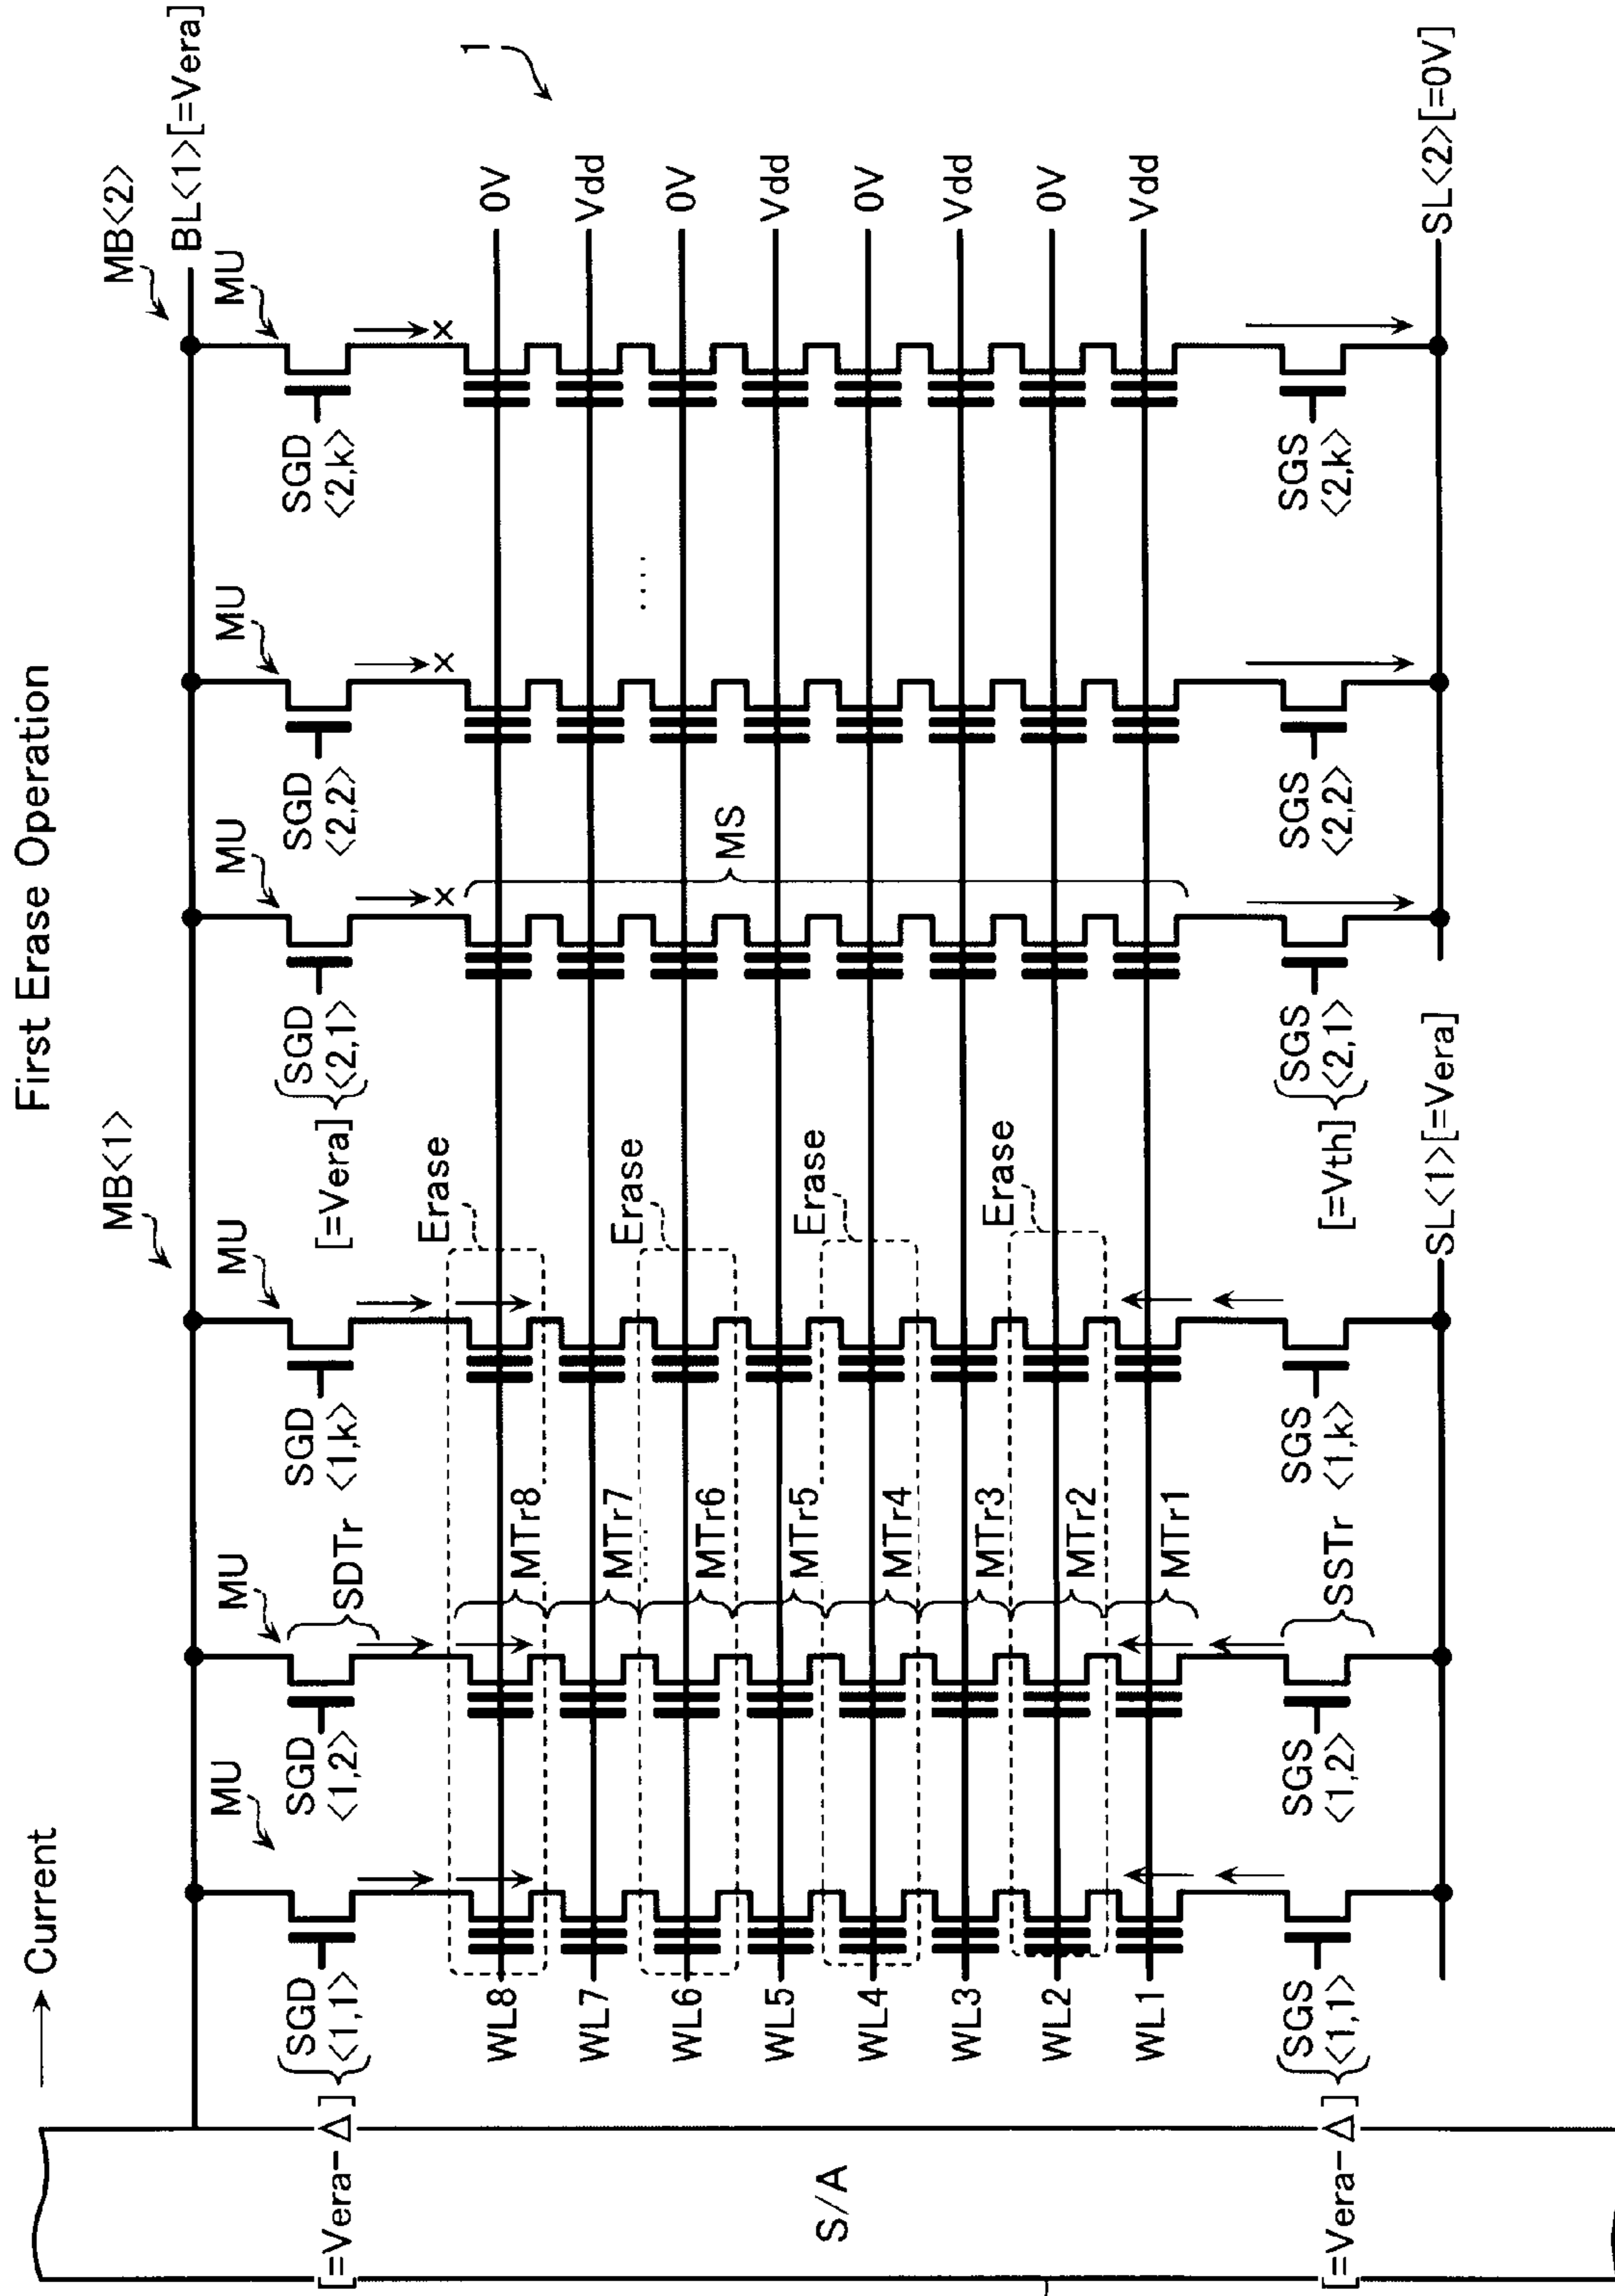 First Erase Operation
→ Current
MB<1>
MB<2>
BL<1>[=Vera]
1
MU
MU
MU
MU
MU
MU
SGD
<1,1>
[=Vera-Δ]
SGD
<1,2>
SDTr
SGD
<1,k>
SGD
<2,1>
[=Vera]
SGD
<2,2>
SGD
<2,k>
×
×
×
Erase
Erase
Erase
Erase
WL8
MTr8
0V
WL7
MTr7
Vdd
WL6
MTr6
0V
WL5
MTr5
Vdd
WL4
MTr4
0V
WL3
MTr3
Vdd
WL2
MTr2
0V
WL1
MTr1
Vdd
MS
S/A
SGS
<1,1>
[=Vera-Δ]
SGS
<1,2>
SSTr
SGS
<1,k>
SGS
<2,1>
[=Vth]
SGS
<2,2>
SGS
<2,k>
SL<1>[=Vera]
SL<2>[=0V]